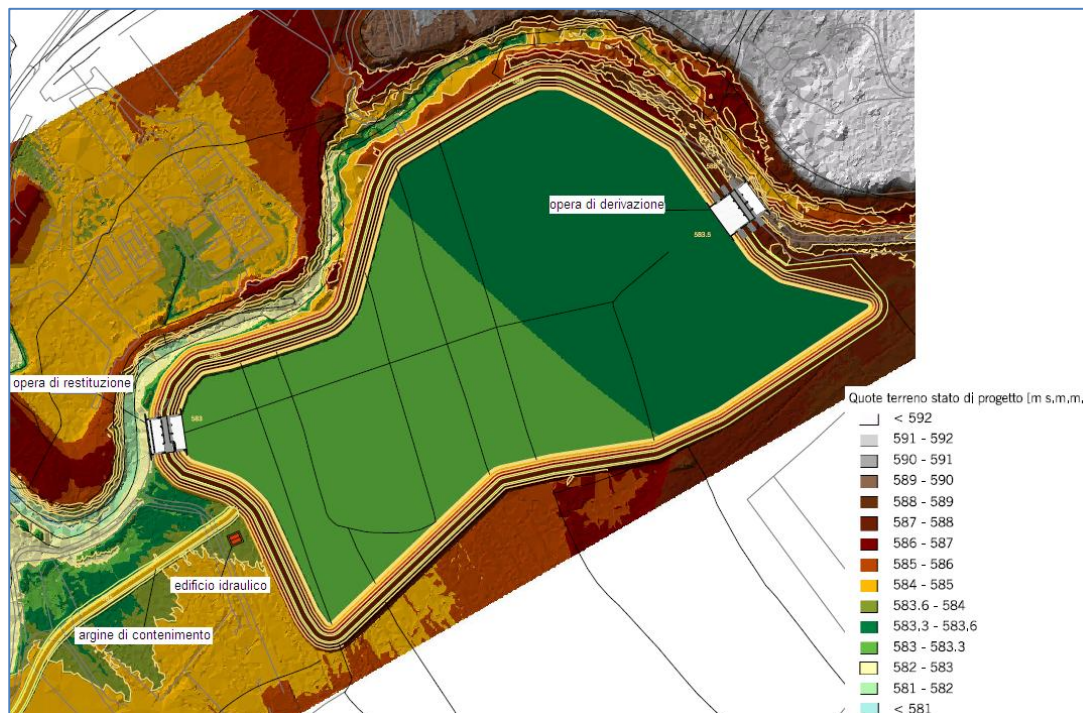 opera di derivazione
583.5
opera di restituzione
583
edificio idraulico
argine di contenimento
Quote terreno stato di progetto [m s,m,m,
< 592
591 - 592
590 - 591
589 - 590
588 - 589
587 - 588
586 - 587
585 - 586
584 - 585
583.6 - 584
583,3 - 583,6
583 - 583.3
582 - 583
581 - 582
< 581